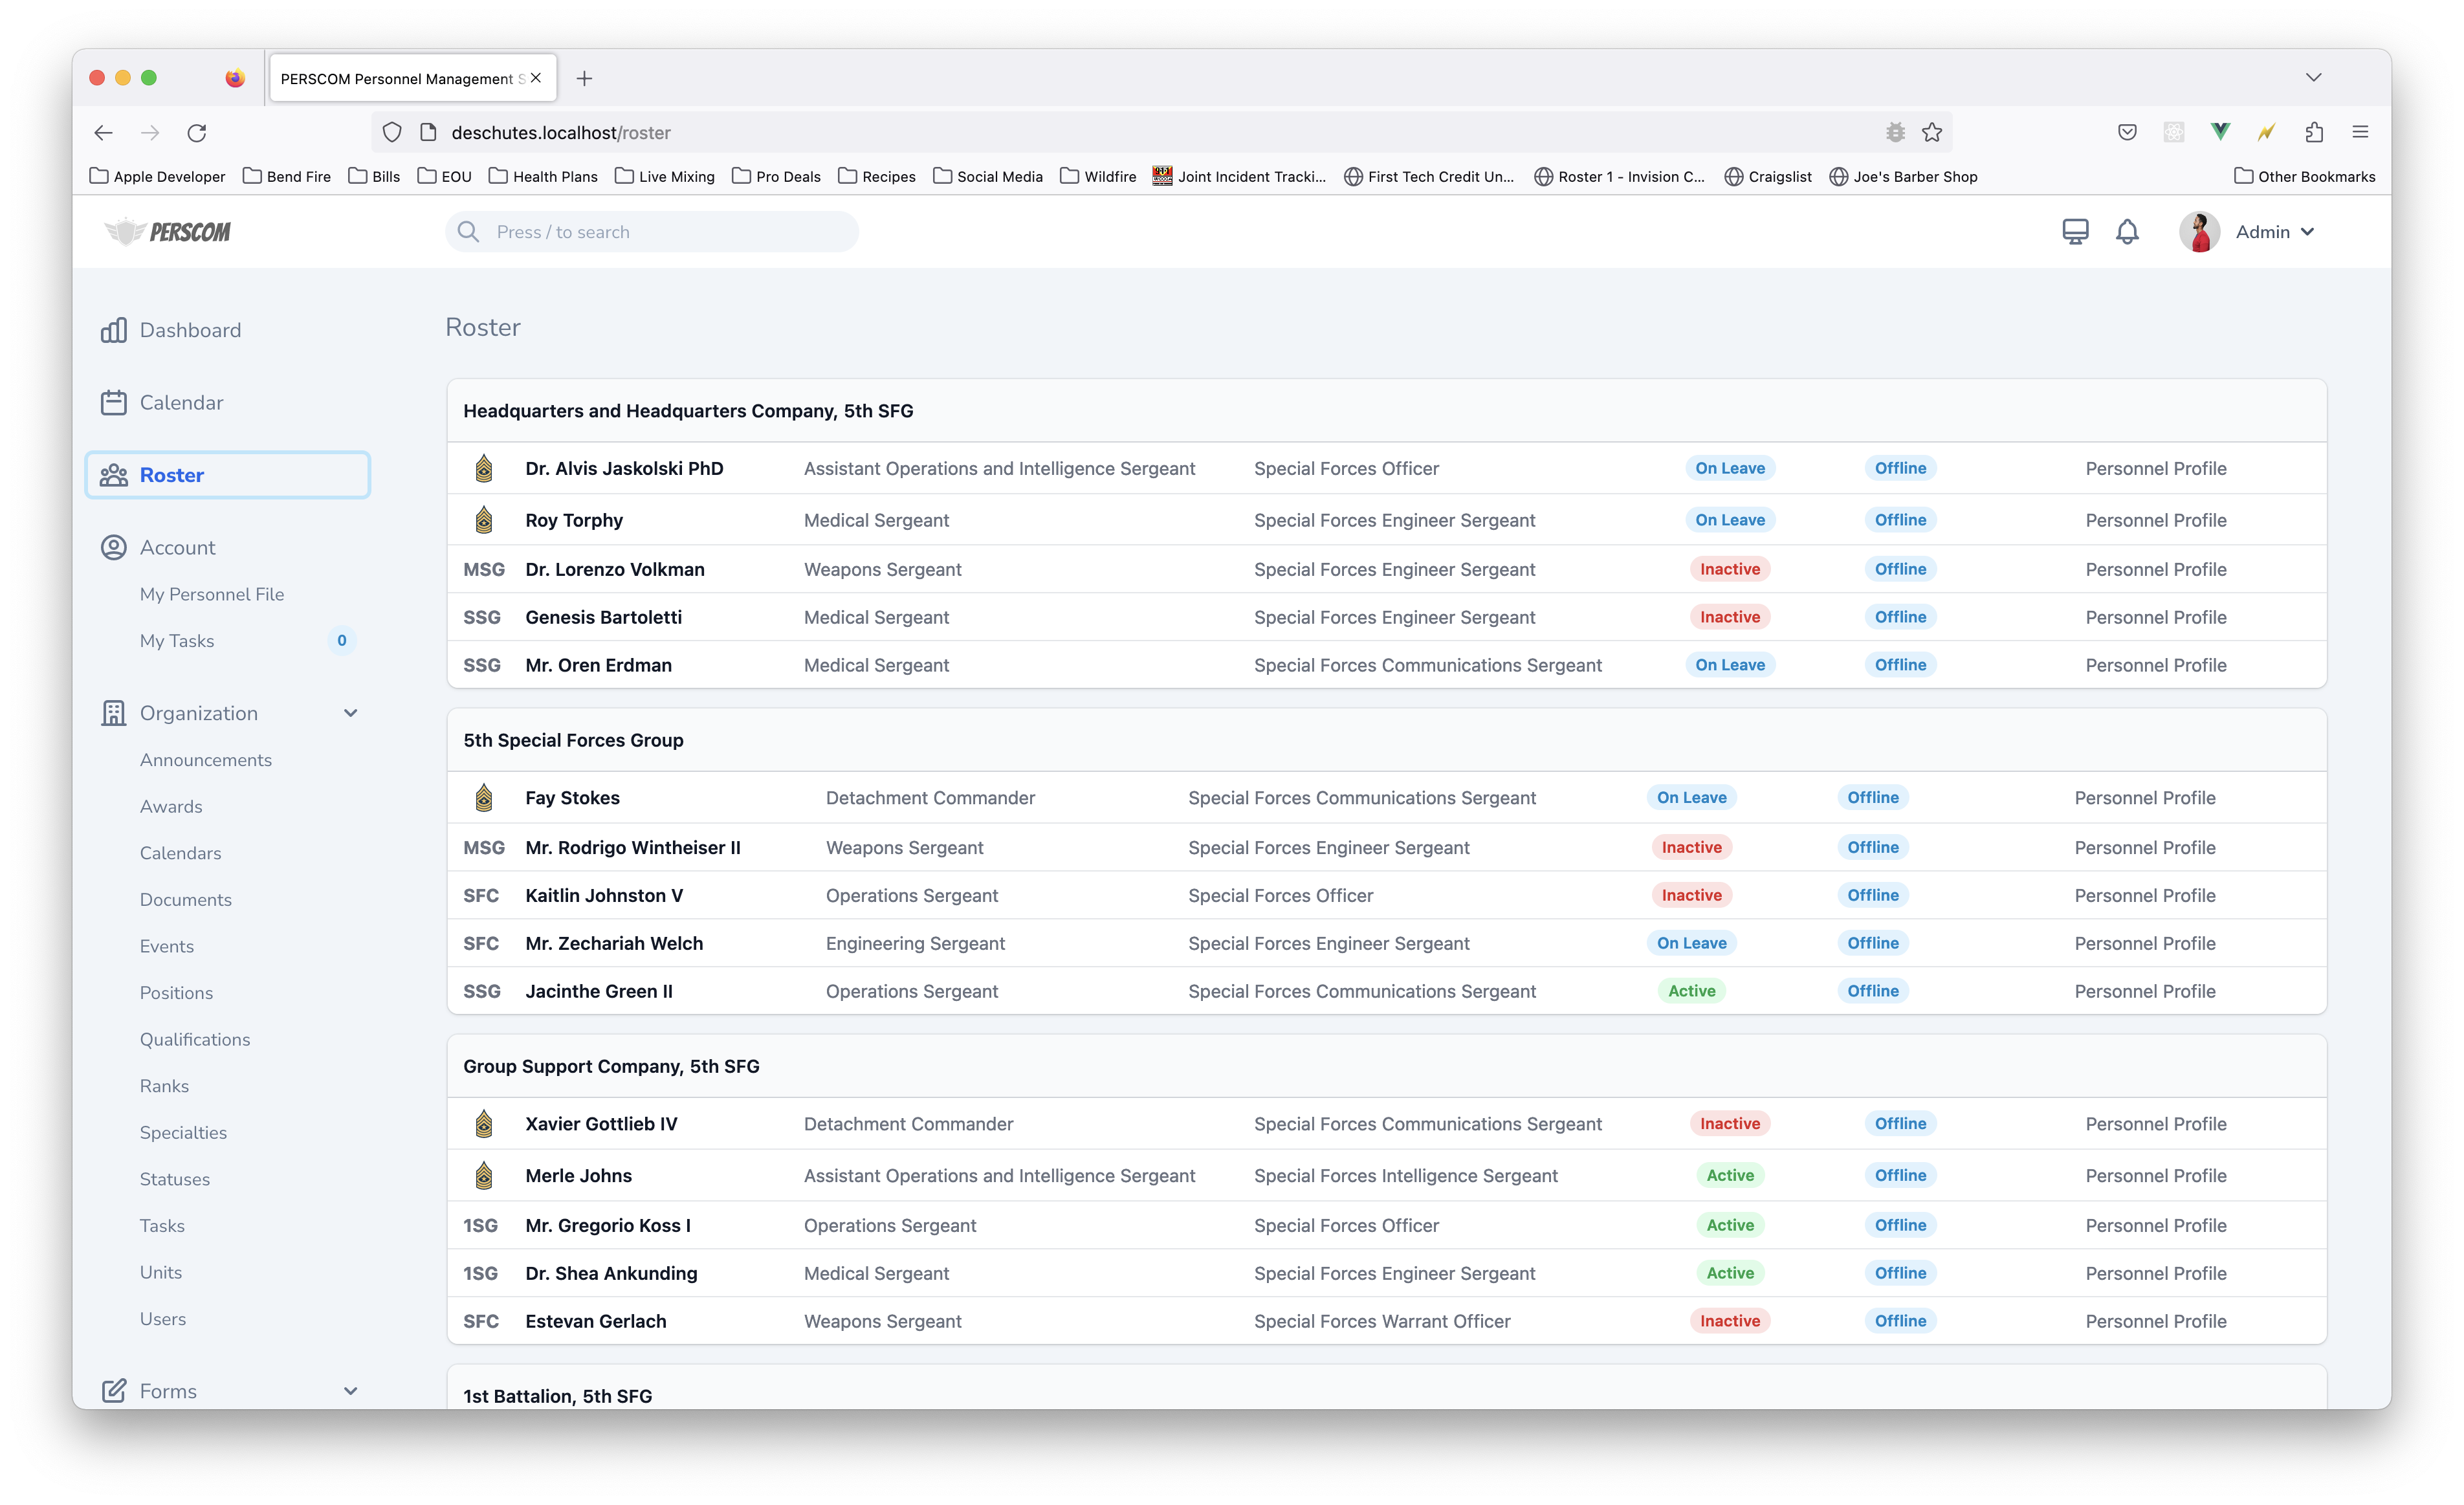 PERSCOM Personnel Management S
deschutes.localhost/roster
Apple Developer Bend Fire Bills EOU Health Plans Live Mixing Pro Deals Recipes Social Media Wildfire Joint Incident Tracki... First Tech Credit Un... Roster 1 - Invision C... Craigslist Joe's Barber Shop Other Bookmarks
PERSCOM Press / to search Admin
Dashboard
Calendar
Roster
Account
My Personnel File
My Tasks 0
Organization
Announcements
Awards
Calendars
Documents
Events
Positions
Qualifications
Ranks
Specialties
Statuses
Tasks
Units
Users
Forms
Roster
Headquarters and Headquarters Company, 5th SFG
Dr. Alvis Jaskolski PhD Assistant Operations and Intelligence Sergeant Special Forces Officer On Leave Offline Personnel Profile
Roy Torphy Medical Sergeant Special Forces Engineer Sergeant On Leave Offline Personnel Profile
MSG Dr. Lorenzo Volkman Weapons Sergeant Special Forces Engineer Sergeant Inactive Offline Personnel Profile
SSG Genesis Bartoletti Medical Sergeant Special Forces Engineer Sergeant Inactive Offline Personnel Profile
SSG Mr. Oren Erdman Medical Sergeant Special Forces Communications Sergeant On Leave Offline Personnel Profile
5th Special Forces Group
Fay Stokes Detachment Commander Special Forces Communications Sergeant On Leave Offline Personnel Profile
MSG Mr. Rodrigo Wintheiser II Weapons Sergeant Special Forces Engineer Sergeant Inactive Offline Personnel Profile
SFC Kaitlin Johnston V Operations Sergeant Special Forces Officer Inactive Offline Personnel Profile
SFC Mr. Zechariah Welch Engineering Sergeant Special Forces Engineer Sergeant On Leave Offline Personnel Profile
SSG Jacinthe Green II Operations Sergeant Special Forces Communications Sergeant Active Offline Personnel Profile
Group Support Company, 5th SFG
Xavier Gottlieb IV Detachment Commander Special Forces Communications Sergeant Inactive Offline Personnel Profile
Merle Johns Assistant Operations and Intelligence Sergeant Special Forces Intelligence Sergeant Active Offline Personnel Profile
1SG Mr. Gregorio Koss I Operations Sergeant Special Forces Officer Active Offline Personnel Profile
1SG Dr. Shea Ankunding Medical Sergeant Special Forces Engineer Sergeant Active Offline Personnel Profile
SFC Estevan Gerlach Weapons Sergeant Special Forces Warrant Officer Inactive Offline Personnel Profile
1st Battalion, 5th SFG